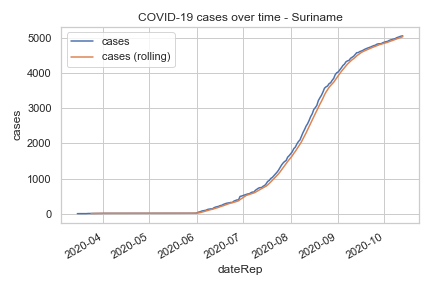 COVID-19 cases over time - Suriname
cases
cases (rolling)
5000
4000
3000
2000
1000
0
cases
2020-04
2020-05
2020-06
2020-07
2020-08
2020-09
2020-10
dateRep